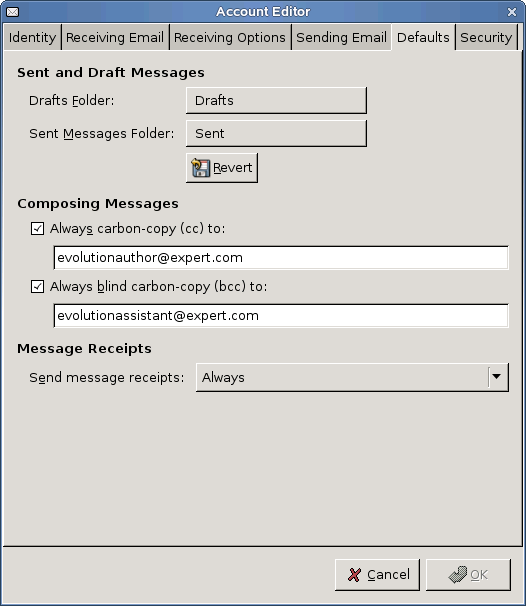 Account Editor
Identity Receiving Email Receiving Options Sending Email Defaults Security
Sent and Draft Messages
Drafts Folder: Drafts
Sent Messages Folder: Sent
Revert
Composing Messages
Always carbon-copy (cc) to:
evolutionauthor@expert.com
Always blind carbon-copy (bcc) to:
evolutionassistant@expert.com
Message Receipts
Send message receipts: Always
Cancel OK